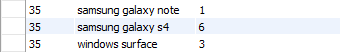 35 samsung galaxy note 1
35 samsung galaxy s4 6
35 windows surface 3